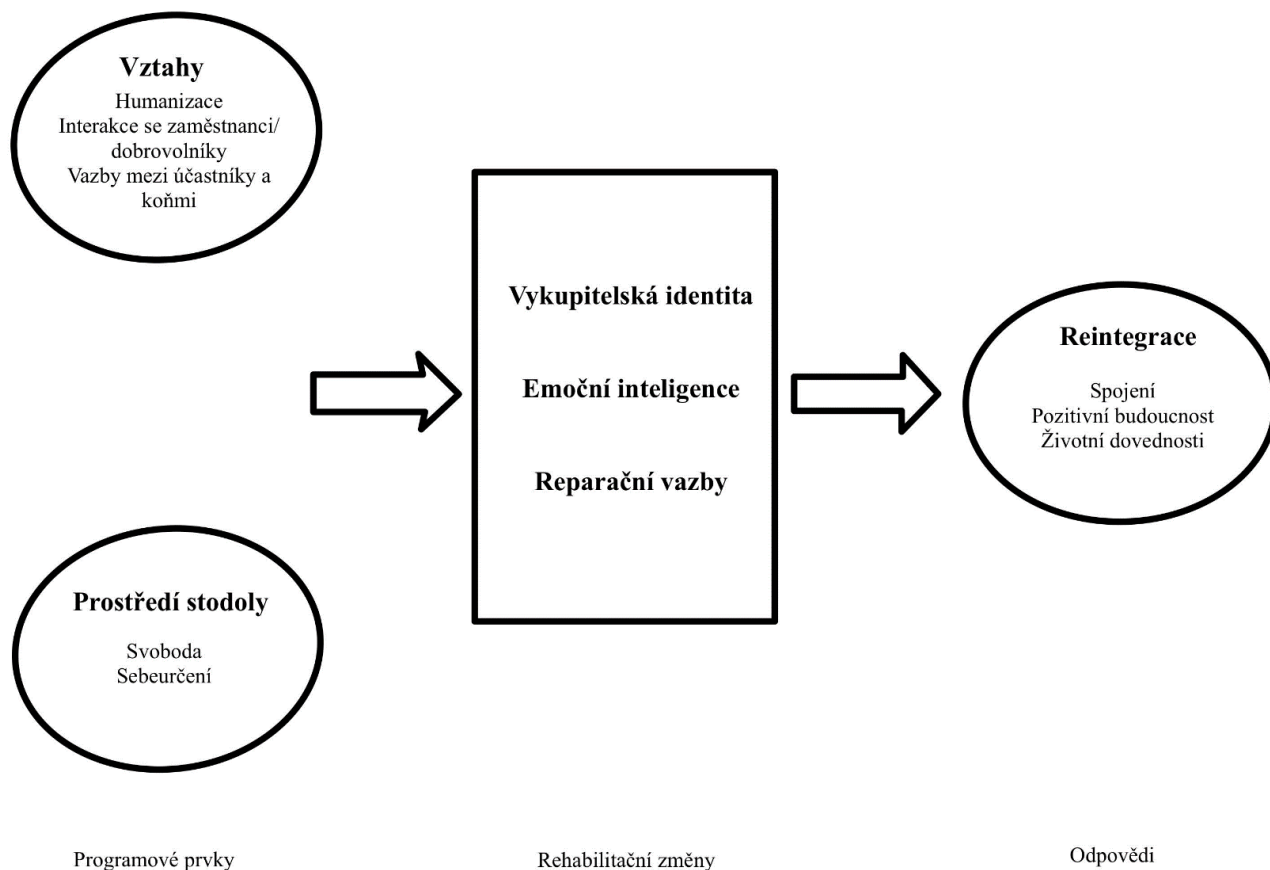 Vztahy
Humanizace
Interakce se zaměstnanci/
dobrovolníky
Vazby mezi účastníky a
koňmi
Prostředí stodoly
Svoboda
Sebeurčení
Vykupitelská identita
Emoční inteligence
Reparační vazby
Reintegrace
Spojení
Pozitivní budoucnost
Životní dovednosti
Programové prvky
Rehabilitační změny
Odpovědi